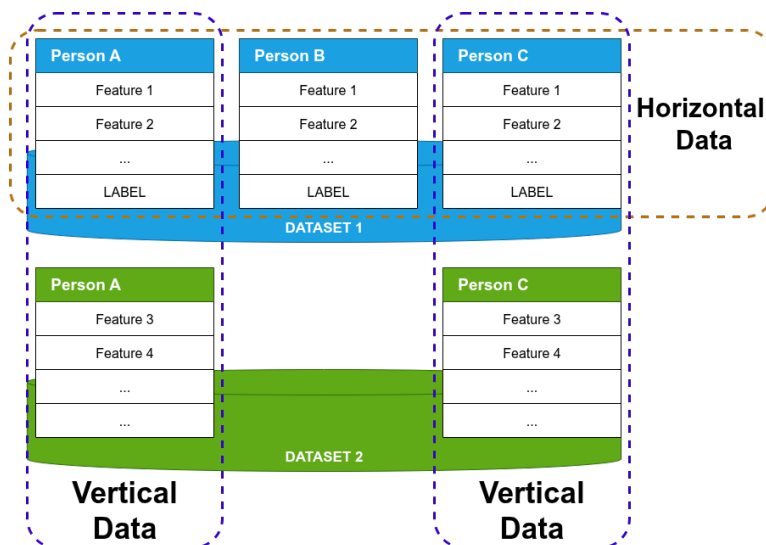 Person A
Person B
Person C
Feature 1
Feature 1
Feature 1
Feature 2
Feature 2
Feature 2
...
...
...
LABEL
LABEL
LABEL
Horizontal
Data
DATASET 1
Person A
Person C
Feature 3
Feature 3
Feature 4
Feature 4
...
...
...
...
DATASET 2
Vertical
Data
Vertical
Data